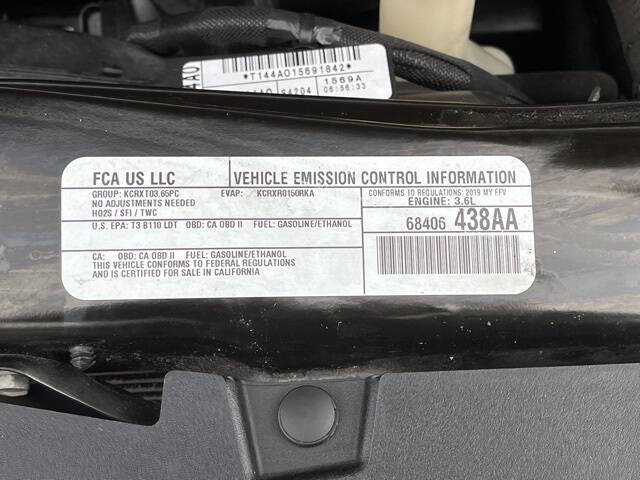 *T144A015691842*
S4204
1569A
06:56:33
FCA US LLC
VEHICLE EMISSION CONTROL INFORMATION
GROUP: KCRXT03.65PC EVAP: KCRXR0150RKA
CONFORMS TO REGULATIONS: 2019 MY FFV
NO ADJUSTMENTS NEEDED
ENGINE: 3.6L
HO2S / SFI / TWC
68406 438AA
U.S. EPA: T3 B110 LDT OBD: CA OBD II FUEL: GASOLINE/ETHANOL
CA: OBD: CA OBD II FUEL: GASOLINE/ETHANOL
THIS VEHICLE CONFORMS TO FEDERAL REGULATIONS
AND IS CERTIFIED FOR SALE IN CALIFORNIA